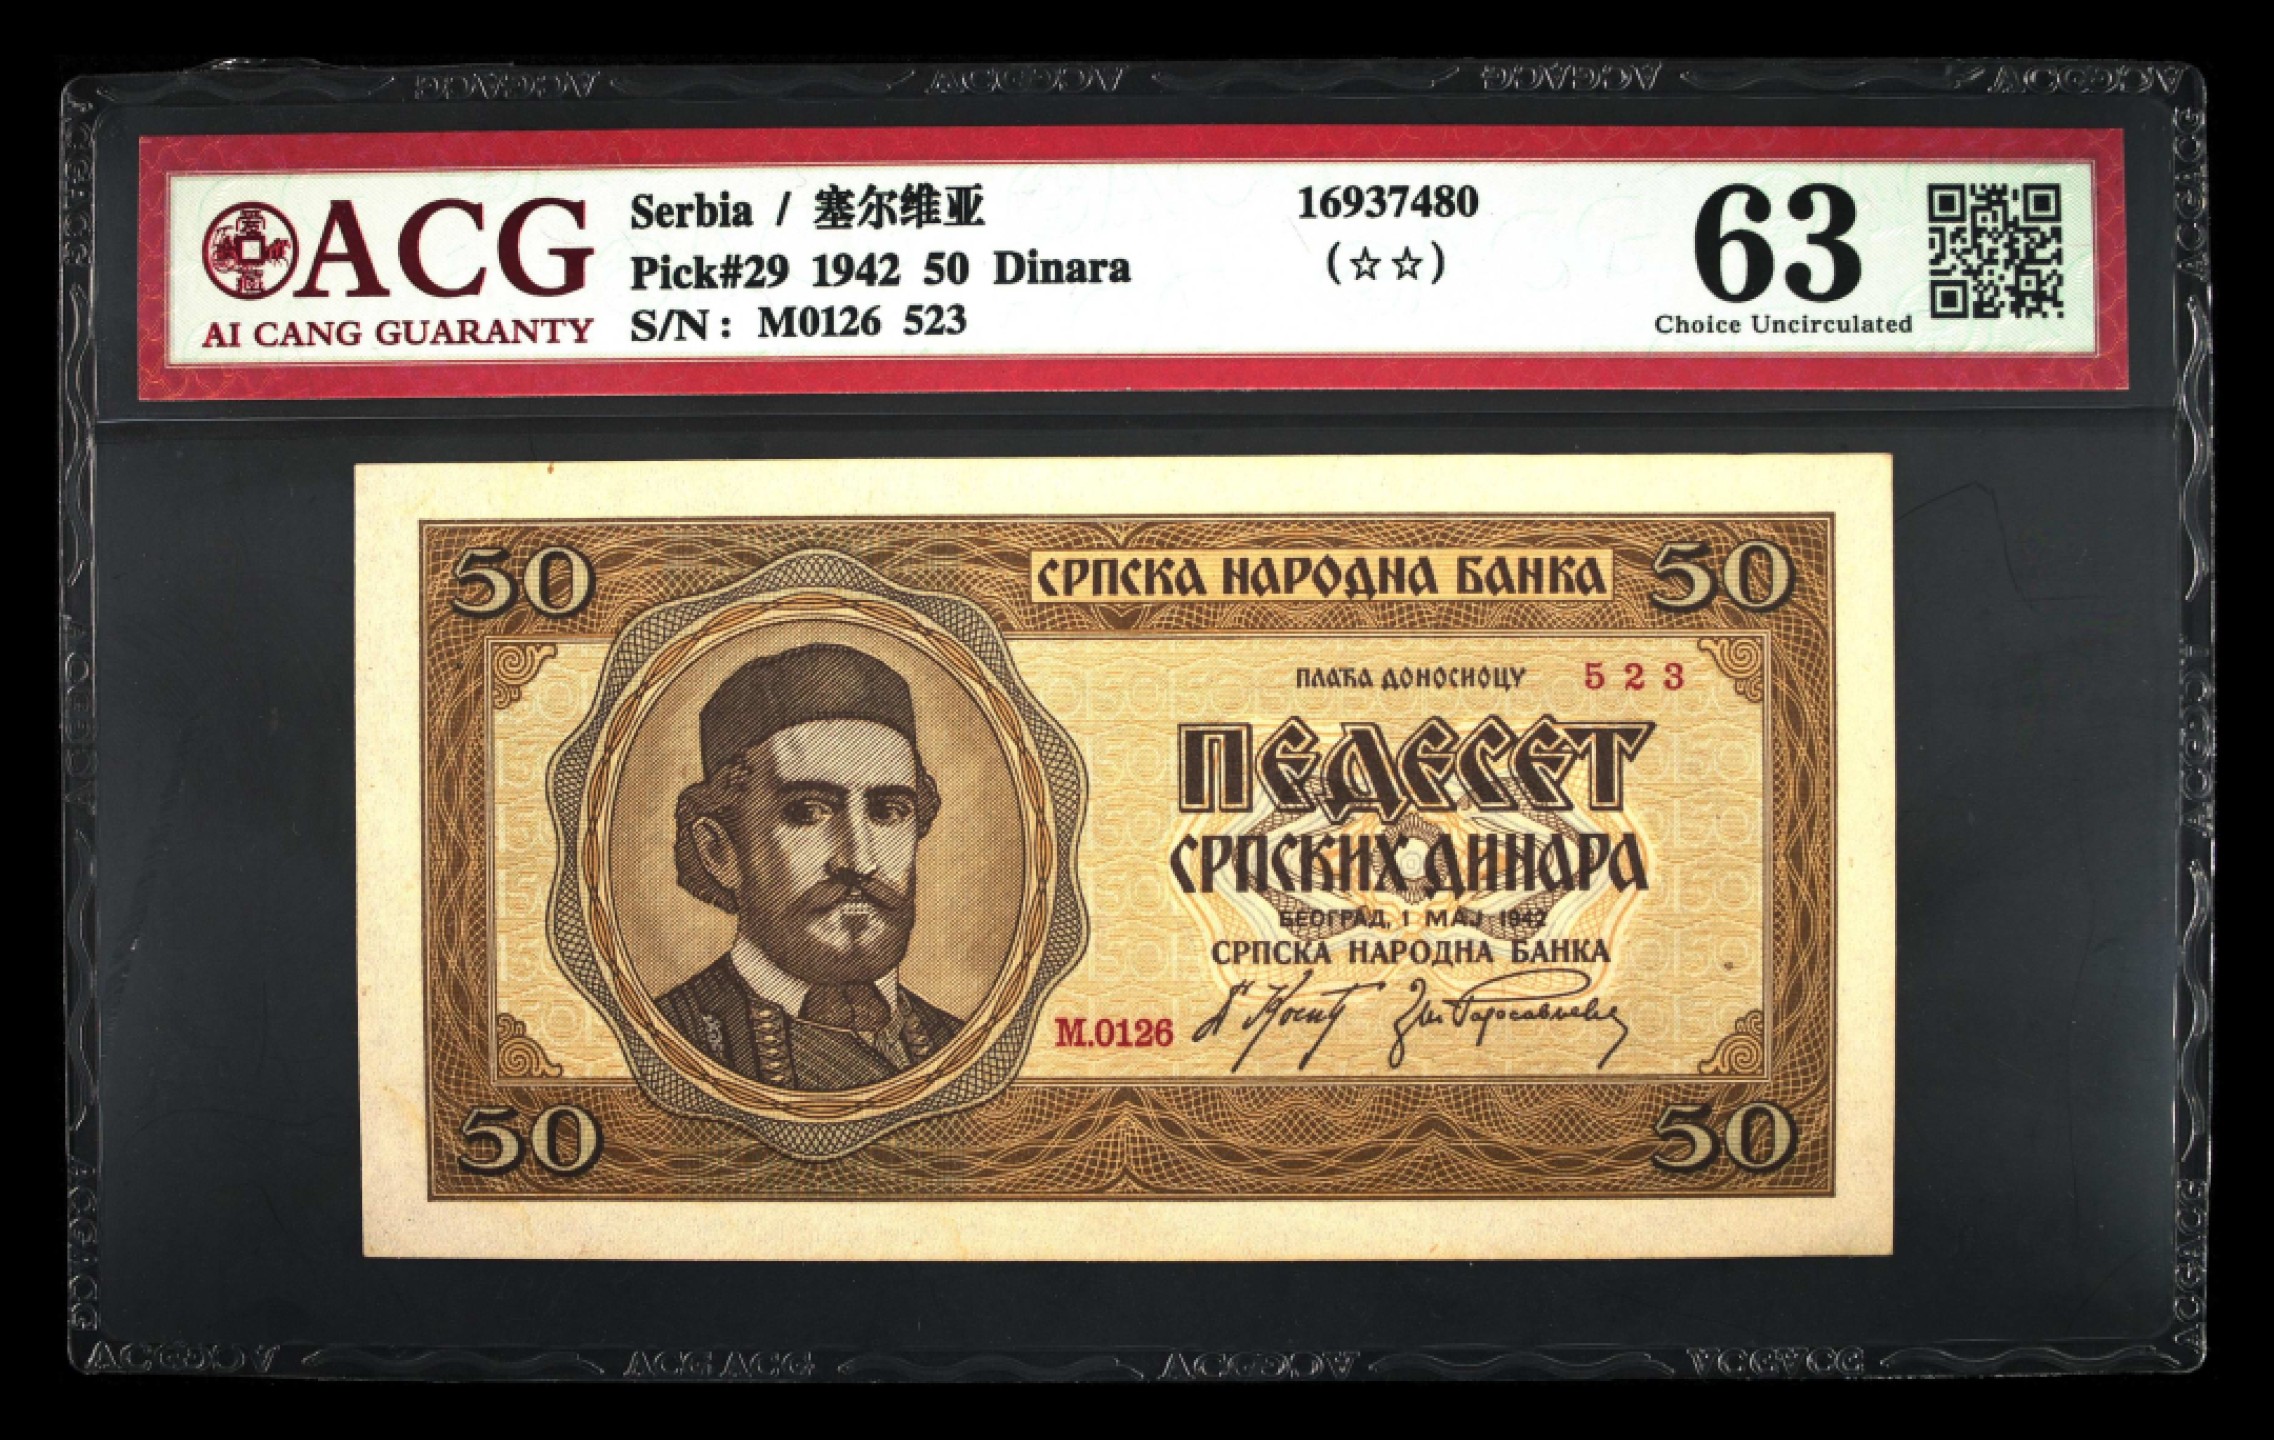 ACG
AI CANG GUARANTY
Serbia / 塞尔维亚
Pick#29 1942 50 Dinara
S/N: M0126 523
16937480
(☆☆)
63
Choice Uncirculated
50 СРПСКА НАРОДНА БАНКА 50
ПЛАЋА ДОНОСИОЦУ 523
ПЕДЕСЕТ
СРПСКИХ ДИНАРА
БЕОГРАД, 1 МАЈ 1942
СРПСКА НАРОДНА БАНКА
M.0126
50 50